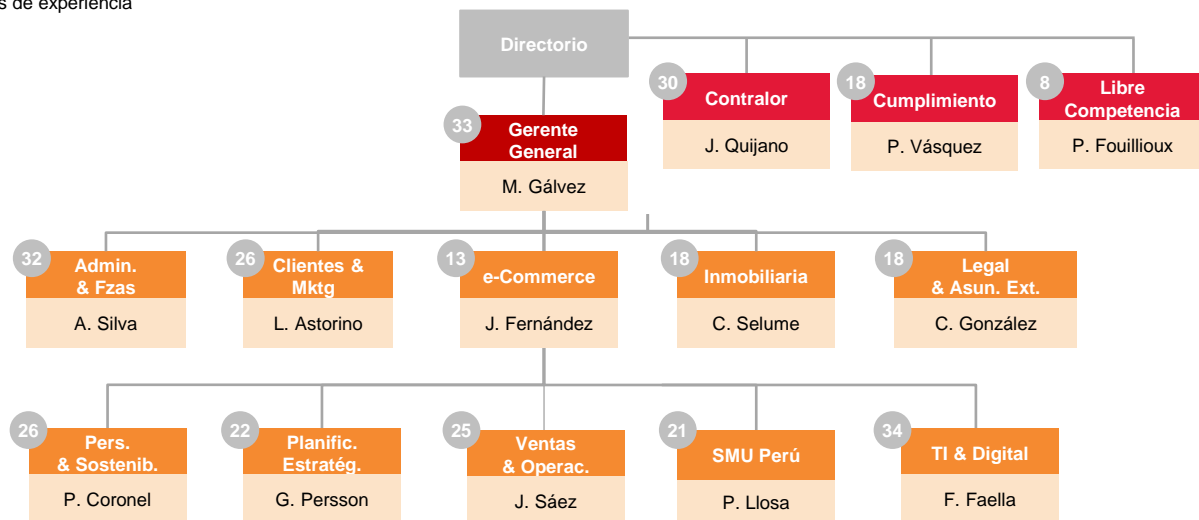 s de experiencia
Directorio
30
Contralor
J. Quijano
18
Cumplimiento
P. Vásquez
8
Libre
Competencia
P. Fouillioux
33
Gerente
General
M. Gálvez
32
Admin.
& Fzas
A. Silva
26
Clientes &
Mktg
L. Astorino
13
e-Commerce
J. Fernández
18
Inmobiliaria
C. Selume
18
Legal
& Asun. Ext.
C. González
26
Pers.
& Sostenib.
P. Coronel
22
Planific.
Estratég.
G. Persson
25
Ventas
& Operac.
J. Sáez
21
SMU Perú
P. Llosa
34
TI & Digital
F. Faella